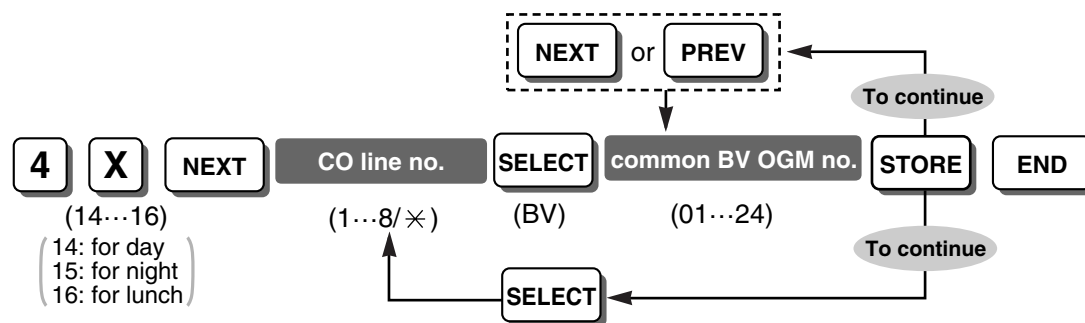 NEXT or PREV
To continue
4 X NEXT CO line no. SELECT common BV OGM no. STORE END
(14···16) (1···8/✳) (BV) (01···24)
14: for day
15: for night
16: for lunch
To continue
SELECT